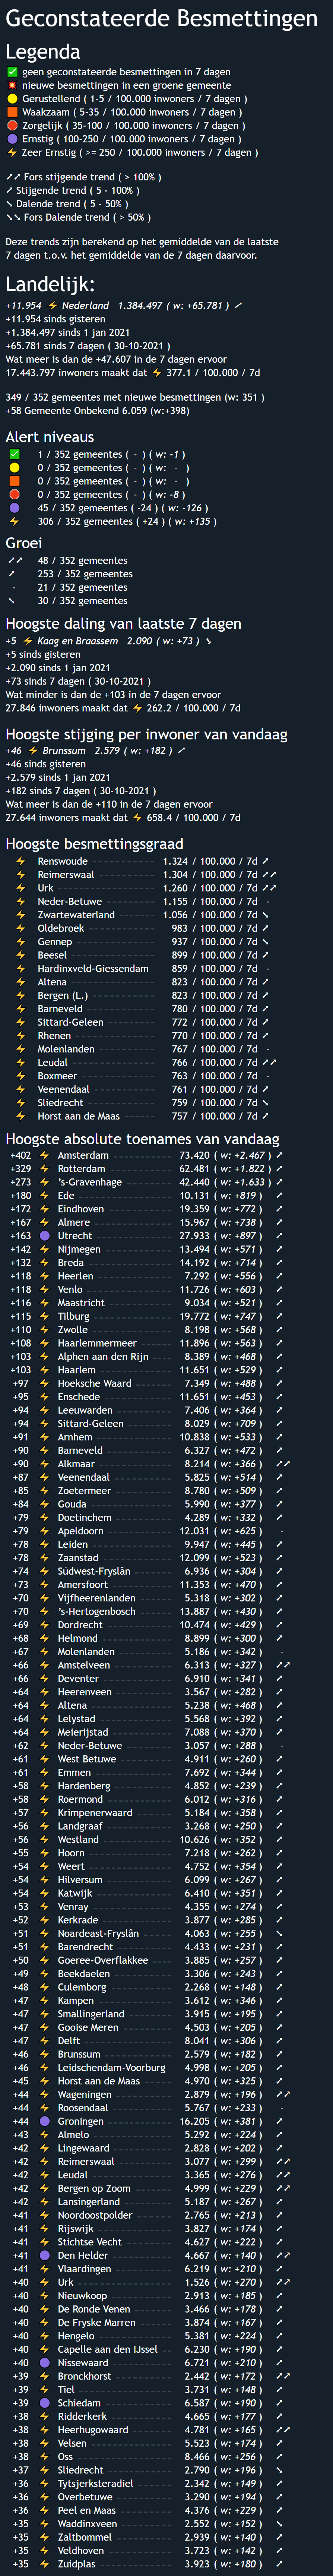 Geconstateerde Besmettingen
Legenda
✅ geen geconstateerde besmettingen in 7 dagen
💥 nieuwe besmettingen in een groene gemeente
🟡 Gerustellend ( 1-5 / 100.000 inwoners / 7 dagen )
🟧 Waakzaam ( 5-35 / 100.000 inwoners / 7 dagen )
🔴 Zorgelijk ( 35-100 / 100.000 inwoners / 7 dagen )
🟣 Ernstig ( 100-250 / 100.000 inwoners / 7 dagen )
⚡ Zeer Ernstig ( >= 250 / 100.000 inwoners / 7 dagen )
↗↗ Fors stijgende trend ( > 100% )
↗ Stijgende trend ( 5 - 100% )
↘ Dalende trend ( 5 - 50% )
↘↘ Fors Dalende trend ( > 50% )
Deze trends zijn berekend op het gemiddelde van de laatste
7 dagen t.o.v. het gemiddelde van de 7 dagen daarvoor.
Landelijk:
+11.954 ⚡ Nederland 1.384.497 ( w: +65.781 ) ↗
+11.954 sinds gisteren
+1.384.497 sinds 1 jan 2021
+65.781 sinds 7 dagen ( 30-10-2021 )
Wat meer is dan de +47.607 in de 7 dagen ervoor
17.443.797 inwoners maakt dat ⚡ 377.1 / 100.000 / 7d
349 / 352 gemeentes met nieuwe besmettingen (w: 351 )
+58 Gemeente Onbekend 6.059 (w:+398)
Alert niveaus
✅ 1 / 352 gemeentes ( - ) ( w: -1 )
🟡 0 / 352 gemeentes ( - ) ( w: - )
🟧 0 / 352 gemeentes ( - ) ( w: - )
🔴 0 / 352 gemeentes ( - ) ( w: -8 )
🟣 45 / 352 gemeentes ( -24 ) ( w: -126 )
⚡ 306 / 352 gemeentes ( +24 ) ( w: +135 )
Groei
↗↗ 48 / 352 gemeentes
↗ 253 / 352 gemeentes
- 21 / 352 gemeentes
↘ 30 / 352 gemeentes
Hoogste daling van laatste 7 dagen
+5 ⚡ Kaag en Braassem 2.090 ( w: +73 ) ↘
+5 sinds gisteren
+2.090 sinds 1 jan 2021
+73 sinds 7 dagen ( 30-10-2021 )
Wat minder is dan de +103 in de 7 dagen ervoor
27.846 inwoners maakt dat ⚡ 262.2 / 100.000 / 7d
Hoogste stijging per inwoner van vandaag
+46 ⚡ Brunssum 2.579 ( w: +182 ) ↗
+46 sinds gisteren
+2.579 sinds 1 jan 2021
+182 sinds 7 dagen ( 30-10-2021 )
Wat meer is dan de +110 in de 7 dagen ervoor
27.644 inwoners maakt dat ⚡ 658.4 / 100.000 / 7d
Hoogste besmettingsgraad
⚡ Renswoude 1.324 / 100.000 / 7d ↗
⚡ Reimerswaal 1.304 / 100.000 / 7d ↗↗
⚡ Urk 1.260 / 100.000 / 7d ↗↗
⚡ Neder-Betuwe 1.155 / 100.000 / 7d -
⚡ Zwartewaterland 1.056 / 100.000 / 7d ↘
⚡ Oldebroek 983 / 100.000 / 7d ↗
⚡ Gennep 937 / 100.000 / 7d ↘
⚡ Beesel 899 / 100.000 / 7d ↗
⚡ Hardinxveld-Giessendam 859 / 100.000 / 7d -
⚡ Altena 823 / 100.000 / 7d ↗
⚡ Bergen (L.) 823 / 100.000 / 7d ↗
⚡ Barneveld 780 / 100.000 / 7d ↗
⚡ Sittard-Geleen 772 / 100.000 / 7d ↗
⚡ Rhenen 770 / 100.000 / 7d ↗
⚡ Molenlanden 767 / 100.000 / 7d -
⚡ Leudal 766 / 100.000 / 7d ↗↗
⚡ Boxmeer 763 / 100.000 / 7d -
⚡ Veenendaal 761 / 100.000 / 7d ↗
⚡ Sliedrecht 759 / 100.000 / 7d ↘
⚡ Horst aan de Maas 757 / 100.000 / 7d ↗
Hoogste absolute toenames van vandaag
+402 ⚡ Amsterdam 73.420 ( w: +2.467 ) ↗
+329 ⚡ Rotterdam 62.481 ( w: +1.822 ) ↗
+273 ⚡ 's-Gravenhage 42.440 ( w: +1.633 ) ↗
+180 ⚡ Ede 10.131 ( w: +819 ) ↗
+172 ⚡ Eindhoven 19.359 ( w: +772 ) ↗
+167 ⚡ Almere 15.967 ( w: +738 ) ↗
+163 🟣 Utrecht 27.933 ( w: +897 ) ↗
+142 ⚡ Nijmegen 13.494 ( w: +571 ) ↗
+132 ⚡ Breda 14.192 ( w: +714 ) ↗
+118 ⚡ Heerlen 7.292 ( w: +556 ) ↗
+118 ⚡ Venlo 11.726 ( w: +603 ) ↗
+116 ⚡ Maastricht 9.034 ( w: +521 ) ↗
+115 ⚡ Tilburg 19.772 ( w: +747 ) ↗
+110 ⚡ Zwolle 8.198 ( w: +568 ) ↗
+108 ⚡ Haarlemmermeer 11.896 ( w: +563 ) ↗
+103 ⚡ Alphen aan den Rijn 8.389 ( w: +468 ) ↗
+103 ⚡ Haarlem 11.651 ( w: +529 ) ↗
+97 ⚡ Hoeksche Waard 7.349 ( w: +488 ) ↗
+95 ⚡ Enschede 11.651 ( w: +453 ) ↗
+94 ⚡ Leeuwarden 7.406 ( w: +364 ) ↗
+94 ⚡ Sittard-Geleen 8.029 ( w: +709 ) ↗
+91 ⚡ Arnhem 10.838 ( w: +533 ) ↗
+90 ⚡ Barneveld 6.327 ( w: +472 ) ↗
+90 ⚡ Alkmaar 8.214 ( w: +366 ) ↗↗
+87 ⚡ Veenendaal 5.825 ( w: +514 ) ↗
+85 ⚡ Zoetermeer 8.780 ( w: +509 ) ↗
+84 ⚡ Gouda 5.990 ( w: +377 ) ↗
+79 ⚡ Doetinchem 4.289 ( w: +332 ) ↗
+79 ⚡ Apeldoorn 12.031 ( w: +625 ) -
+78 ⚡ Leiden 9.947 ( w: +445 ) ↗
+78 ⚡ Zaanstad 12.099 ( w: +523 ) ↗
+74 ⚡ Súdwest-Fryslân 6.936 ( w: +304 ) ↗
+73 ⚡ Amersfoort 11.353 ( w: +470 ) ↗
+70 ⚡ Vijfheerenlanden 5.318 ( w: +302 ) ↗
+70 ⚡ 's-Hertogenbosch 13.887 ( w: +430 ) ↗
+69 ⚡ Dordrecht 10.474 ( w: +429 ) ↗
+68 ⚡ Helmond 8.899 ( w: +300 ) ↗
+67 ⚡ Molenlanden 5.186 ( w: +342 ) -
+66 ⚡ Amstelveen 6.313 ( w: +327 ) ↗↗
+66 ⚡ Deventer 6.910 ( w: +341 ) ↗
+64 ⚡ Heerenveen 3.567 ( w: +282 ) ↗
+64 ⚡ Altena 5.238 ( w: +468 ) ↗
+64 ⚡ Lelystad 5.568 ( w: +392 ) ↗
+64 ⚡ Meierijstad 7.088 ( w: +370 ) ↗
+62 ⚡ Neder-Betuwe 3.057 ( w: +288 ) -
+61 ⚡ West Betuwe 4.911 ( w: +260 ) ↗
+61 ⚡ Emmen 7.692 ( w: +344 ) ↗
+58 ⚡ Hardenberg 4.852 ( w: +239 ) ↗
+58 ⚡ Roermond 6.012 ( w: +316 ) ↗
+57 ⚡ Krimpenerwaard 5.184 ( w: +358 ) ↗
+56 ⚡ Landgraaf 3.268 ( w: +250 ) ↗
+56 ⚡ Westland 10.626 ( w: +352 ) ↗
+55 ⚡ Hoorn 7.218 ( w: +262 ) ↗
+54 ⚡ Weert 4.752 ( w: +354 ) ↗
+54 ⚡ Hilversum 6.099 ( w: +267 ) ↗
+54 ⚡ Katwijk 6.410 ( w: +351 ) ↗
+53 ⚡ Venray 4.355 ( w: +274 ) ↗
+52 ⚡ Kerkrade 3.877 ( w: +285 ) ↗
+51 ⚡ Noardeast-Fryslân 4.063 ( w: +255 ) ↘
+51 ⚡ Barendrecht 4.433 ( w: +231 ) ↗
+50 ⚡ Goeree-Overflakkee 3.885 ( w: +257 ) ↗
+49 ⚡ Beekdaelen 3.306 ( w: +243 ) ↗
+48 ⚡ Culemborg 2.268 ( w: +148 ) ↗
+47 ⚡ Kampen 3.612 ( w: +346 ) ↗
+47 ⚡ Smallingerland 3.915 ( w: +195 ) ↗
+47 ⚡ Gooise Meren 4.503 ( w: +205 ) ↗
+47 ⚡ Delft 8.041 ( w: +306 ) ↗
+46 ⚡ Brunssum 2.579 ( w: +182 ) ↗
+46 ⚡ Leidschendam-Voorburg 4.998 ( w: +205 ) ↗
+45 ⚡ Horst aan de Maas 4.970 ( w: +325 ) ↗
+44 ⚡ Wageningen 2.879 ( w: +196 ) ↗↗
+44 ⚡ Roosendaal 5.767 ( w: +233 ) -
+44 🟣 Groningen 16.205 ( w: +381 ) ↗
+43 ⚡ Almelo 5.292 ( w: +224 ) ↗
+42 ⚡ Lingewaard 2.828 ( w: +202 ) ↗
+42 ⚡ Reimerswaal 3.077 ( w: +299 ) ↗↗
+42 ⚡ Leudal 3.365 ( w: +276 ) ↗↗
+42 ⚡ Bergen op Zoom 4.999 ( w: +229 ) ↗↗
+42 ⚡ Lansingerland 5.187 ( w: +267 ) ↗
+41 ⚡ Noordoostpolder 2.765 ( w: +213 ) ↗
+41 ⚡ Rijswijk 3.827 ( w: +174 ) ↗
+41 ⚡ Stichtse Vecht 4.627 ( w: +222 ) ↗
+41 🟣 Den Helder 4.667 ( w: +140 ) ↗↗
+41 ⚡ Vlaardingen 6.219 ( w: +210 ) ↗
+40 ⚡ Urk 1.526 ( w: +270 ) ↗↗
+40 ⚡ Nieuwkoop 2.913 ( w: +185 ) ↗
+40 ⚡ De Ronde Venen 3.466 ( w: +178 ) ↗
+40 ⚡ De Fryske Marren 3.874 ( w: +167 ) ↗
+40 ⚡ Hengelo 5.381 ( w: +224 ) ↗
+40 ⚡ Capelle aan den IJssel 6.230 ( w: +190 ) ↗
+40 🟣 Nissewaard 6.721 ( w: +210 ) ↗
+39 ⚡ Bronckhorst 2.442 ( w: +172 ) ↗↗
+39 ⚡ Tiel 3.731 ( w: +148 ) ↗
+39 🟣 Schiedam 6.587 ( w: +190 ) ↗
+38 ⚡ Ridderkerk 4.665 ( w: +177 ) ↗
+38 ⚡ Heerhugowaard 4.781 ( w: +165 ) ↗↗
+38 ⚡ Velsen 5.523 ( w: +174 ) ↗
+38 ⚡ Oss 8.466 ( w: +256 ) ↗
+37 ⚡ Sliedrecht 2.790 ( w: +196 ) ↘
+36 ⚡ Tytsjerksteradiel 2.342 ( w: +149 ) ↗
+36 ⚡ Overbetuwe 3.290 ( w: +194 ) ↗
+36 ⚡ Peel en Maas 4.376 ( w: +229 ) ↗
+35 ⚡ Waddinxveen 2.552 ( w: +152 ) ↘
+35 ⚡ Zaltbommel 2.939 ( w: +140 ) ↗
+35 ⚡ Veldhoven 3.723 ( w: +142 ) ↗
+35 ⚡ Zuidplas 3.923 ( w: +180 ) ↗